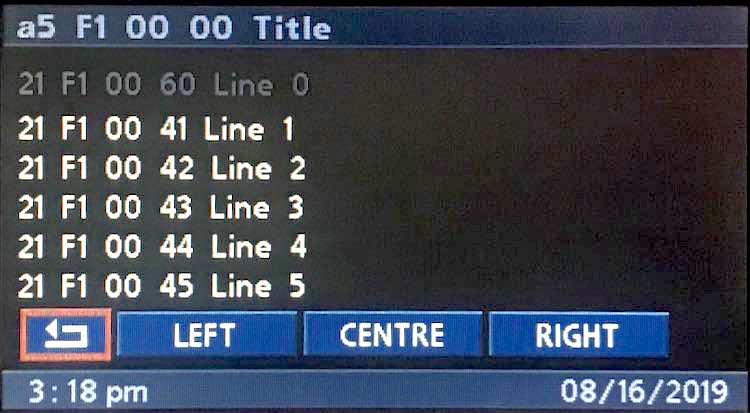 a5 F1 00 00 Title
21 F1 00 60 Line 0
21 F1 00 41 Line 1
21 F1 00 42 Line 2
21 F1 00 43 Line 3
21 F1 00 44 Line 4
21 F1 00 45 Line 5
LEFT CENTRE RIGHT
3:18 pm 08/16/2019